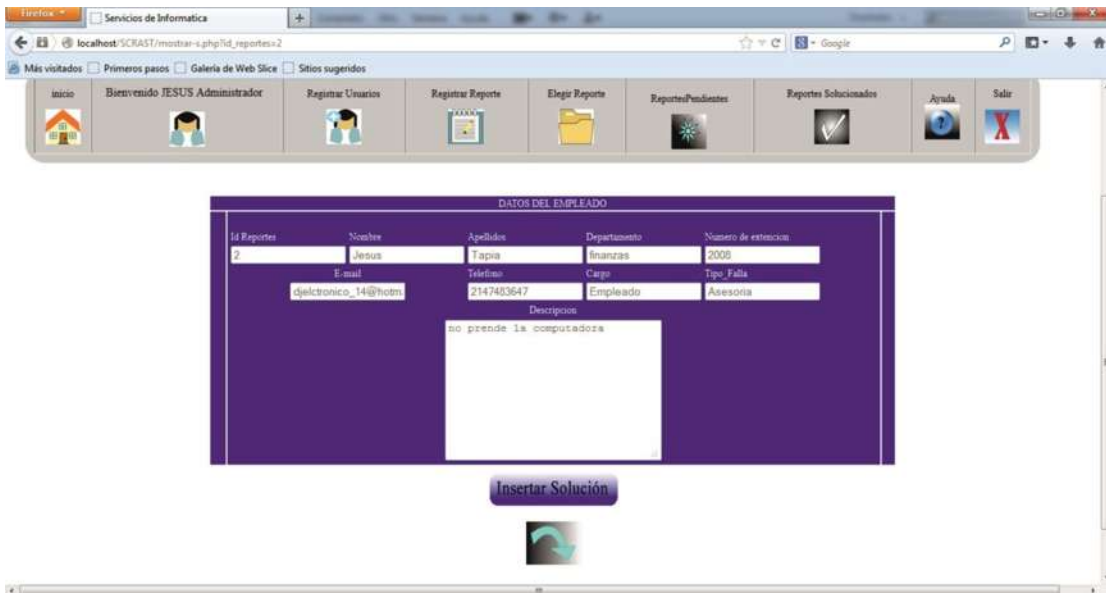 Firefox
Servicios de Informatica
localhost/SCRAST/mostrar-s.php?id_reportes=2
Google
Más visitados Primeros pasos Galería de Web Slice Sitios sugeridos
inicio Bienvenido JESUS Administrador Registrar Usuarios Registrar Reporte Elegir Reporte ReportesPendientes Reportes Solucionados Ayuda Salir
DATOS DEL EMPLEADO
Id Reportes Nombre Apellidos Departamento Numero de extencion
2 Jesus Tapia finanzas 2008
E-mail Telefono Cargo Tipo_Falla
djelctronico_14@hotm. 2147483647 Empleado Asesoria
Descripcion
no prende la computadora
Insertar Solución